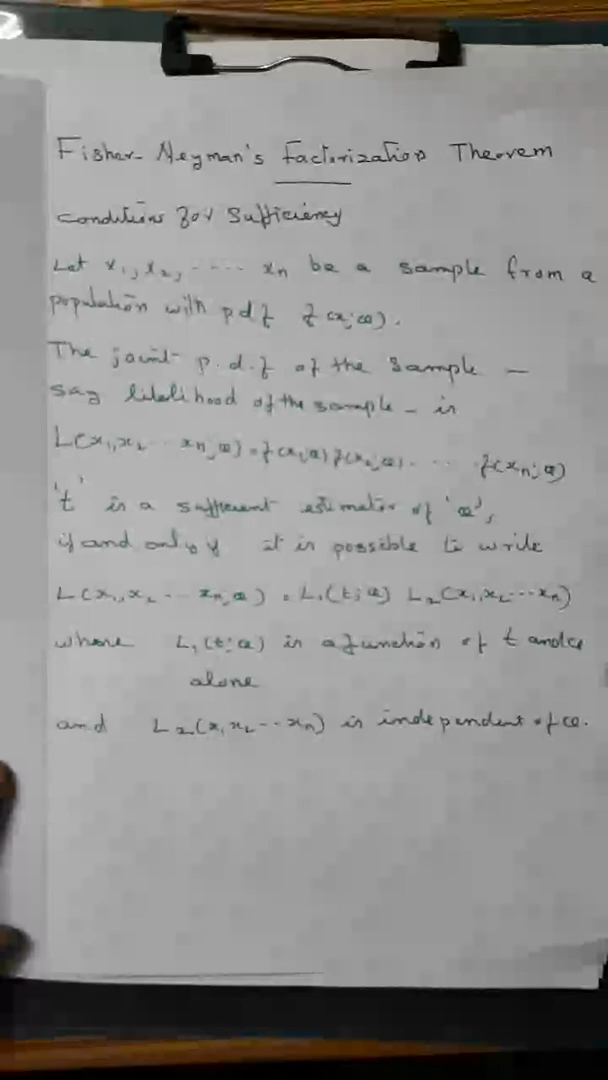 Fisher-Neyman's Factorization Theorem
Conditions for Sufficiency
Let x₁, x₂, ..... xₙ be a sample from a
population with pdf f(x;θ).
The joint p.d.f of the sample –
say likelihood of the sample – is
L(x₁,x₂...xₙ;θ) = f(x₁;θ) f(x₂;θ)..... f(xₙ;θ)
't' is a sufficient estimator of 'θ',
if and only if it is possible to write
L(x₁,x₂...xₙ;θ) = L₁(t;θ) L₂(x₁,x₂...xₙ)
where L₁(t;θ) is a function of t and θ
alone
and L₂(x₁x₂...xₙ) is independent of θ.